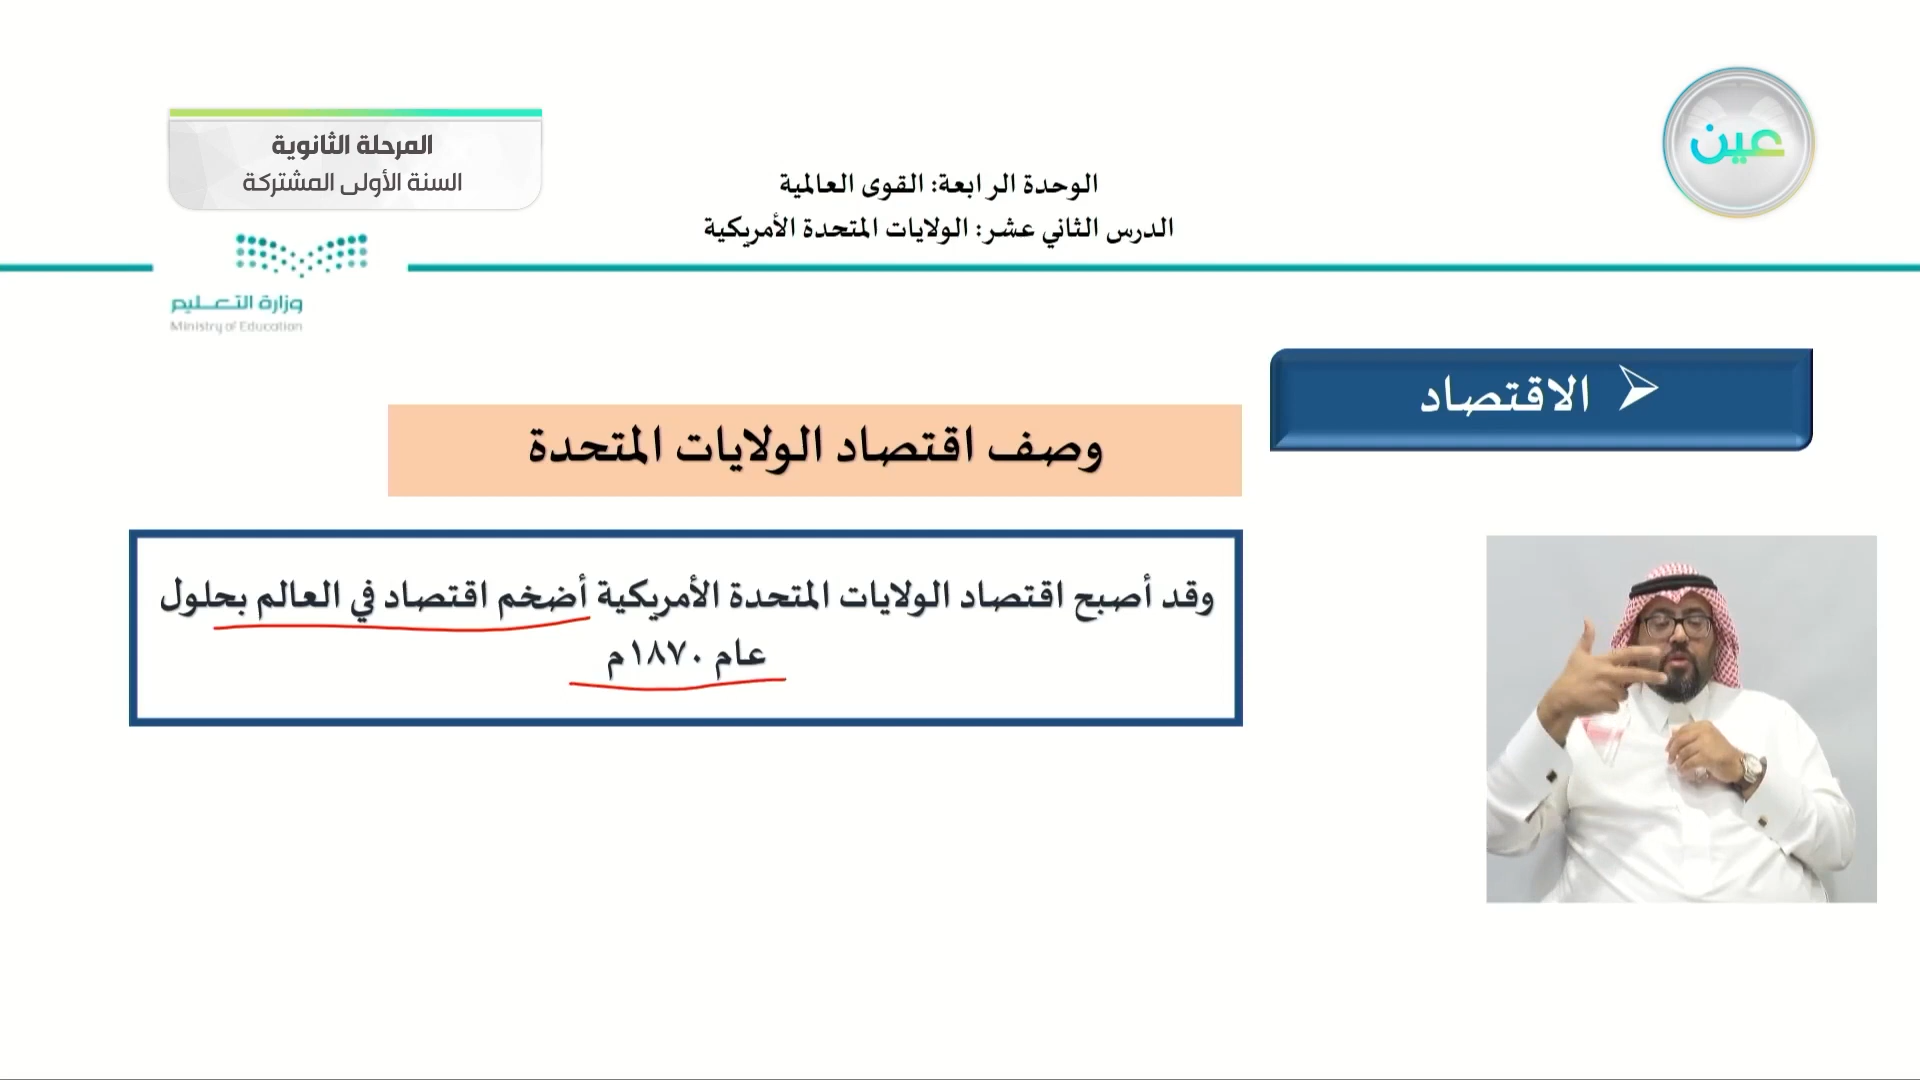 المرحلة الثانوية
السنة الأولى المشتركة
عين
الوحدة الرابعة: القوى العالمية
الدرس الثاني عشر: الولايات المتحدة الأمريكية
وزارة التعليم
Ministry of Education
الاقتصاد
وصف اقتصاد الولايات المتحدة
وقد أصبح اقتصاد الولايات المتحدة الأمريكية أضخم اقتصاد في العالم بحلول
عام ١٨٧٠م